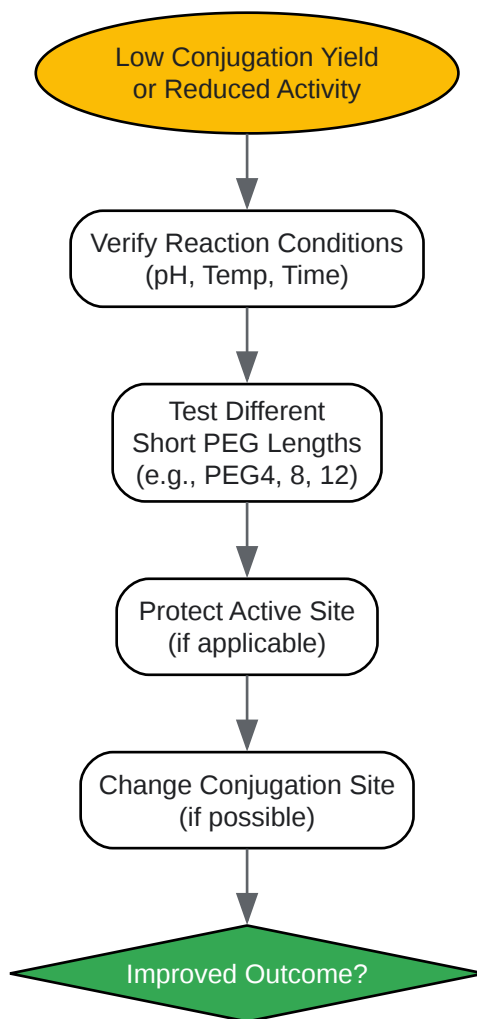 Low Conjugation Yield
or Reduced Activity
Verify Reaction Conditions
(pH, Temp, Time)
Test Different
Short PEG Lengths
(e.g., PEG4, 8, 12)
Protect Active Site
(if applicable)
Change Conjugation Site
(if possible)
Improved Outcome?